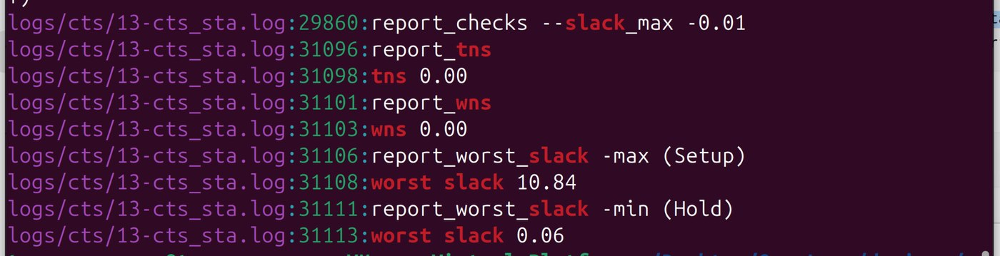 logs/cts/13-cts_sta.log:29860:report_checks --slack_max -0.01
logs/cts/13-cts_sta.log:31096:report_tns
logs/cts/13-cts_sta.log:31098:tns 0.00
logs/cts/13-cts_sta.log:31101:report_wns
logs/cts/13-cts_sta.log:31103:wns 0.00
logs/cts/13-cts_sta.log:31106:report_worst_slack -max (Setup)
logs/cts/13-cts_sta.log:31108:worst slack 10.84
logs/cts/13-cts_sta.log:31111:report_worst_slack -min (Hold)
logs/cts/13-cts_sta.log:31113:worst slack 0.06